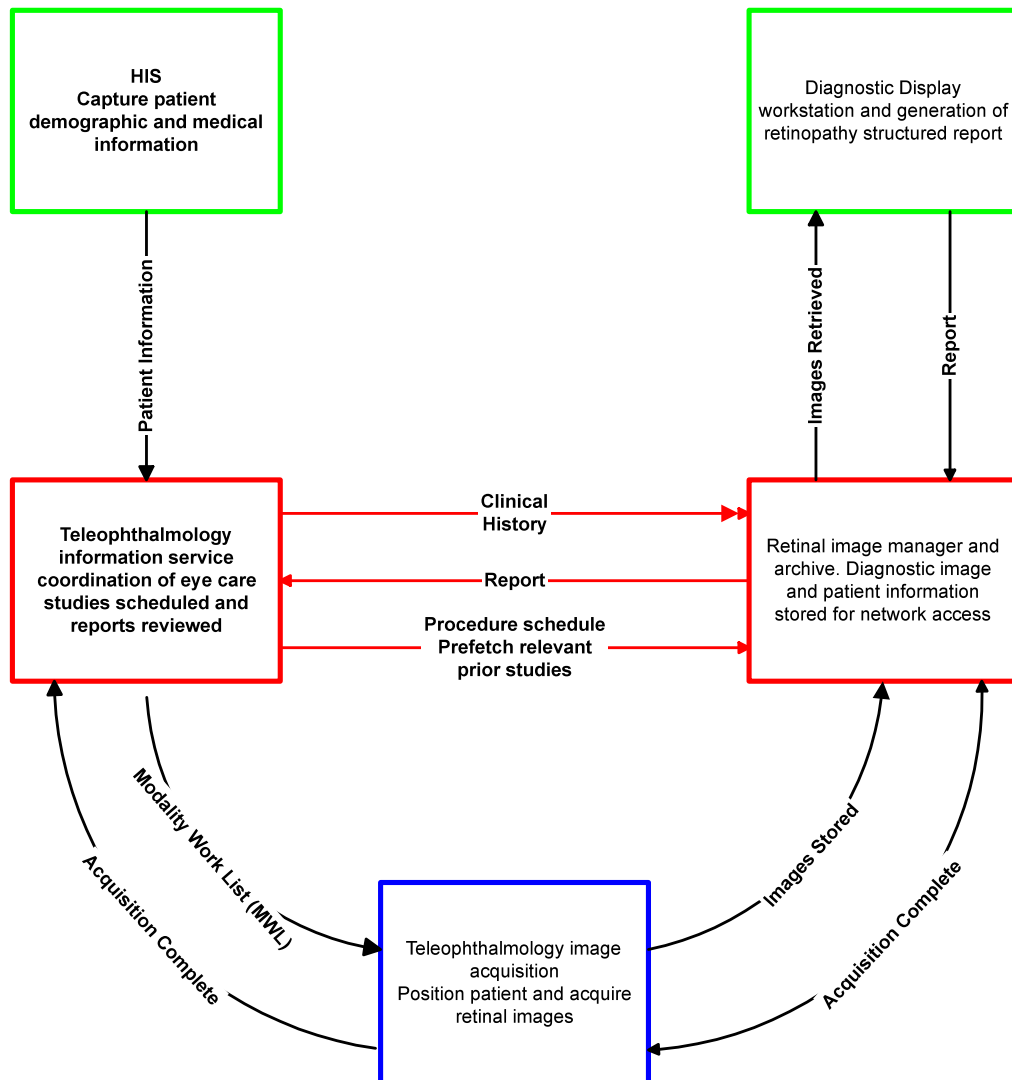 HIS
Capture patient
demographic and medical
information
Diagnostic Display
workstation and generation of
retinopathy structured report
Patient Information
Images Retrieved
Report
Teleophthalmology
information service
coordination of eye care
studies scheduled and
reports reviewed
Clinical
History
Report
Procedure schedule
Prefetch relevant
prior studies
Retinal image manager and
archive. Diagnostic image
and patient information
stored for network access
Modality Work List (MWL)
Acquisition Complete
Images Stored
Acquisition Complete
Teleophthalmology image
acquisition
Position patient and acquire
retinal images